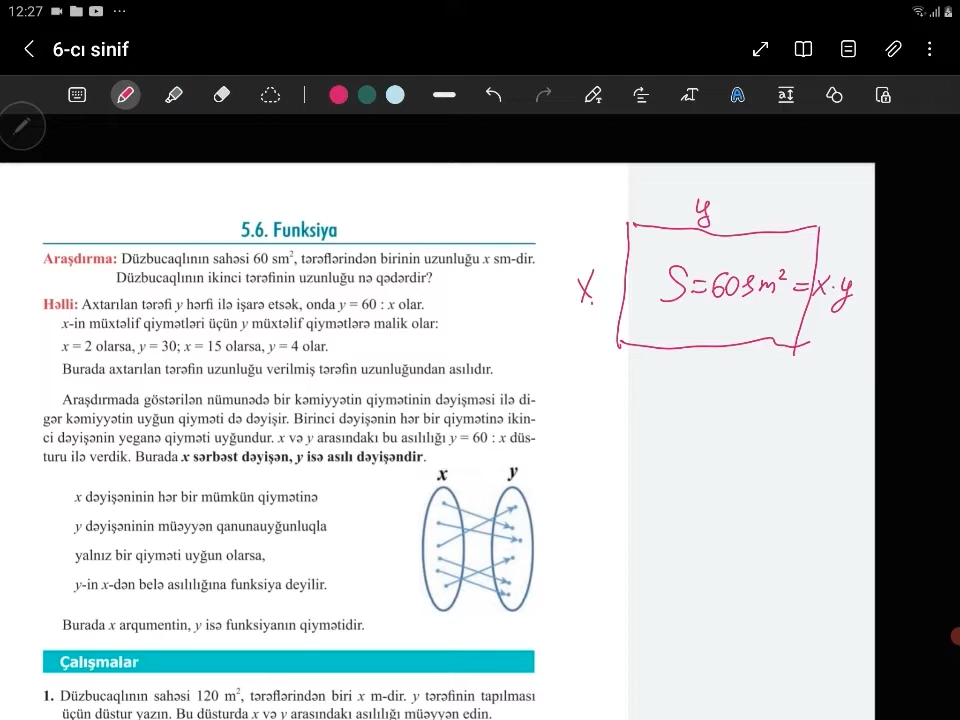 12:27
6-cı sinif
5.6. Funksiya
Araşdırma: Düzbucaqlının sahəsi 60 sm², tərəflərindən birinin uzunluğu x sm-dir.
Düzbucaqlının ikinci tərəfinin uzunluğu nə qədərdir?
Həlli: Axtarılan tərəfi y hərfi ilə işarə etsək, onda y = 60 : x olar.
x-in müxtəlif qiymətləri üçün y müxtəlif qiymətlərə malik olar:
x = 2 olarsa, y = 30; x = 15 olarsa, y = 4 olar.
Burada axtarılan tərəfin uzunluğu verilmiş tərəfin uzunluğundan asılıdır.
Araşdırmada göstərilən nümunədə bir kəmiyyətin qiymətinin dəyişməsi ilə di-
gər kəmiyyətin uyğun qiyməti də dəyişir. Birinci dəyişənin hər bir qiymətinə ikin-
ci dəyişənin yeganə qiyməti uyğundur. x və y arasındakı bu asılılığı y = 60 : x düs-
turu ilə verdik. Burada x sərbəst dəyişən, y isə asılı dəyişəndir.
x dəyişəninin hər bir mümkün qiymətinə
y dəyişəninin müəyyən qanunauyğunluqla
yalnız bir qiyməti uyğun olarsa,
y-in x-dən belə asılılığına funksiya deyilir.
x y
Burada x arqumentin, y isə funksiyanın qiymətidir.
Çalışmalar
1. Düzbucaqlının sahəsi 120 m², tərəflərindən biri x m-dir. y tərəfinin tapılması
üçün düstur yazın. Bu düsturda x və y arasındakı asılılığı müəyyən edin.
y
x
S=60sm²=x·y